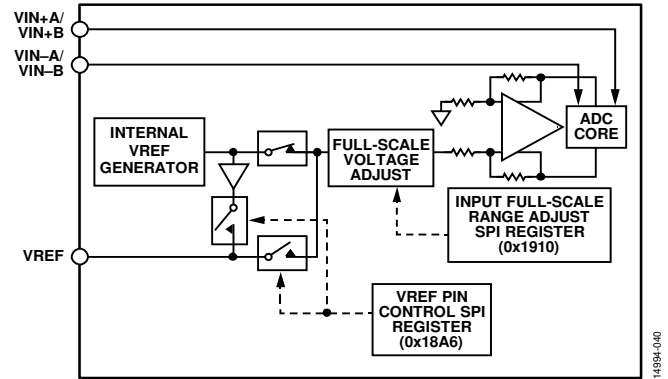 VIN+A/
VIN+B
VIN–A/
VIN–B
INTERNAL
VREF
GENERATOR
FULL-SCALE
VOLTAGE
ADJUST
ADC
CORE
INPUT FULL-SCALE
RANGE ADJUST
SPI REGISTER
(0x1910)
VREF
VREF PIN
CONTROL SPI
REGISTER
(0x18A6)
14994-040